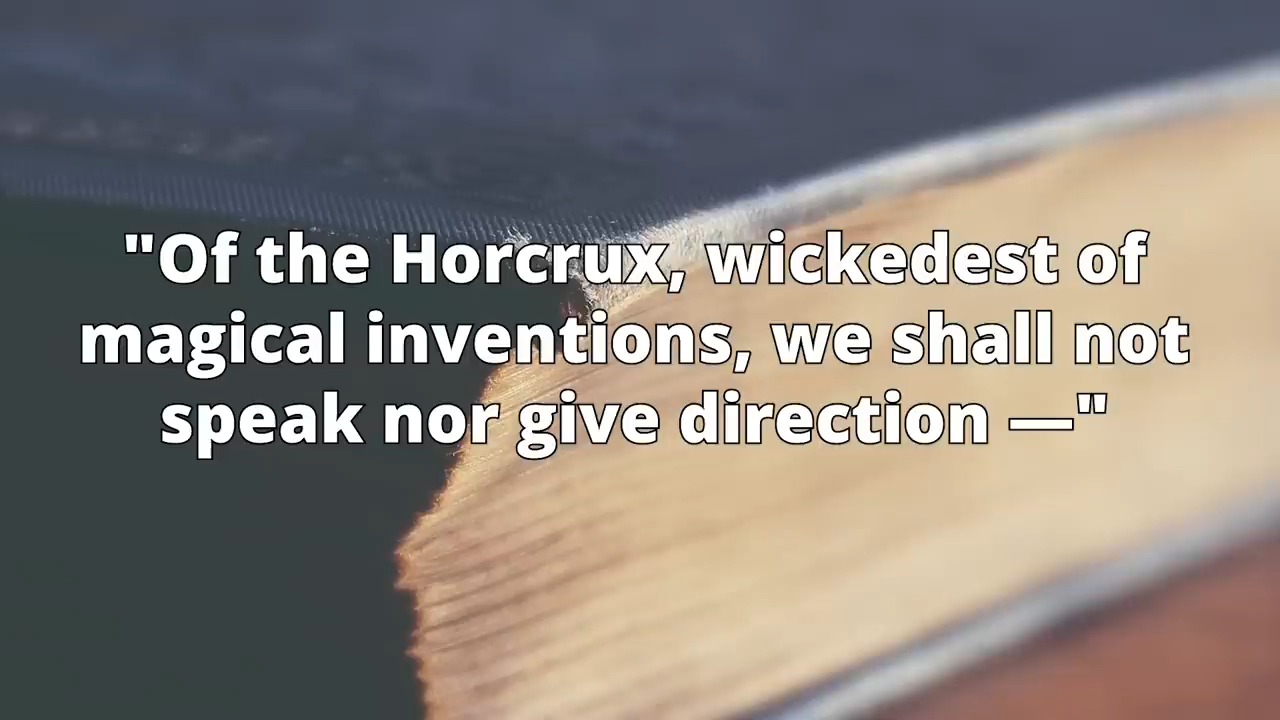 "Of the Horcrux, wickedest of
magical inventions, we shall not
speak nor give direction —"